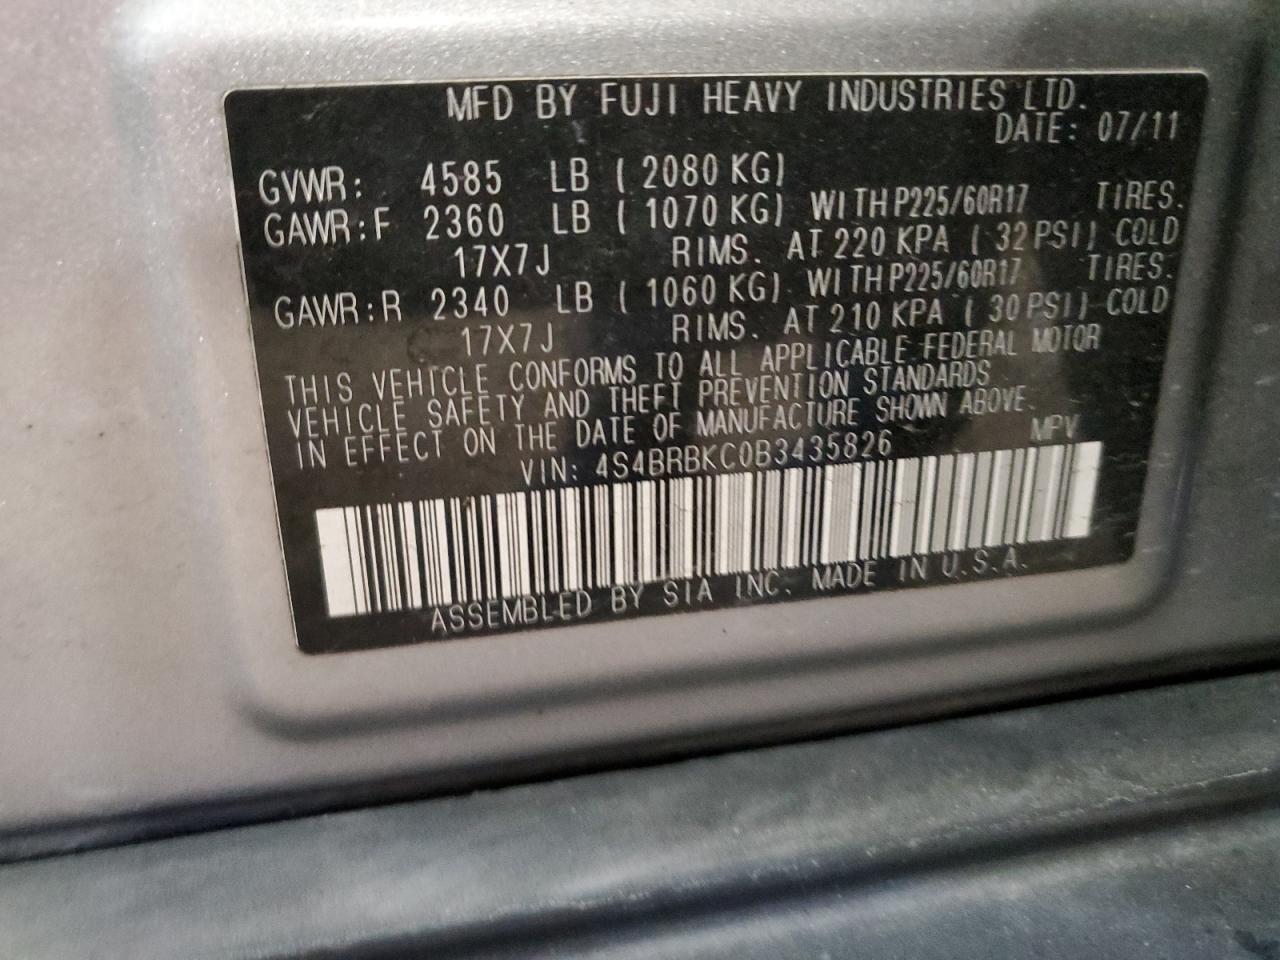 MFD BY FUJI HEAVY INDUSTRIES LTD.
DATE: 07/11
GVWR: 4585 LB ( 2080 KG)
GAWR:F 2360 LB ( 1070 KG) WITH P225/60R17 TIRES.
17X7J RIMS. AT 220 KPA ( 32 PSI) COLD
GAWR:R 2340 LB ( 1060 KG) WITH P225/60R17 TIRES.
17X7J RIMS. AT 210 KPA ( 30 PSI) COLD
THIS VEHICLE CONFORMS TO ALL APPLICABLE FEDERAL MOTOR
VEHICLE SAFETY AND THEFT PREVENTION STANDARDS
IN EFFECT ON THE DATE OF MANUFACTURE SHOWN ABOVE.
VIN: 4S4BRBKC0B3435826 MPV
ASSEMBLED BY SIA INC. MADE IN U.S.A.